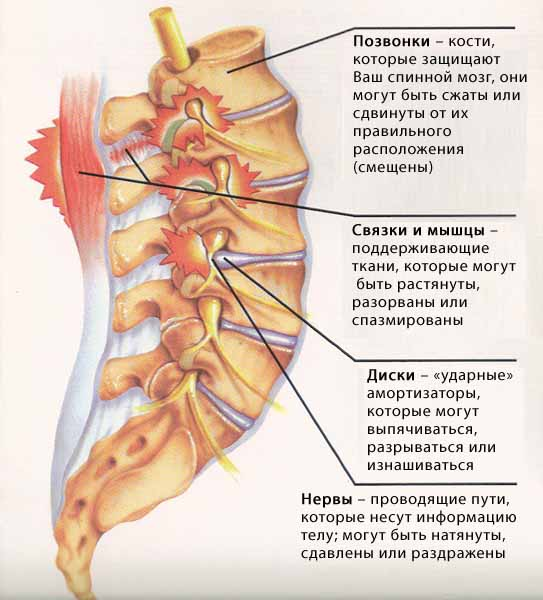 Позвонки – кости,
которые защищают
Ваш спинной мозг, они
могут быть сжаты или
сдвинуты от их
правильного
расположения
(смещены)
Связки и мышцы –
поддерживающие
ткани, которые могут
быть растянуты,
разорваны или
спазмированы
Диски – «ударные»
амортизаторы,
которые могут
выпячиваться,
разрываться или
изнашиваться
Нервы – проводящие пути,
которые несут информацию
телу; могут быть натянуты,
сдавлены или раздражены